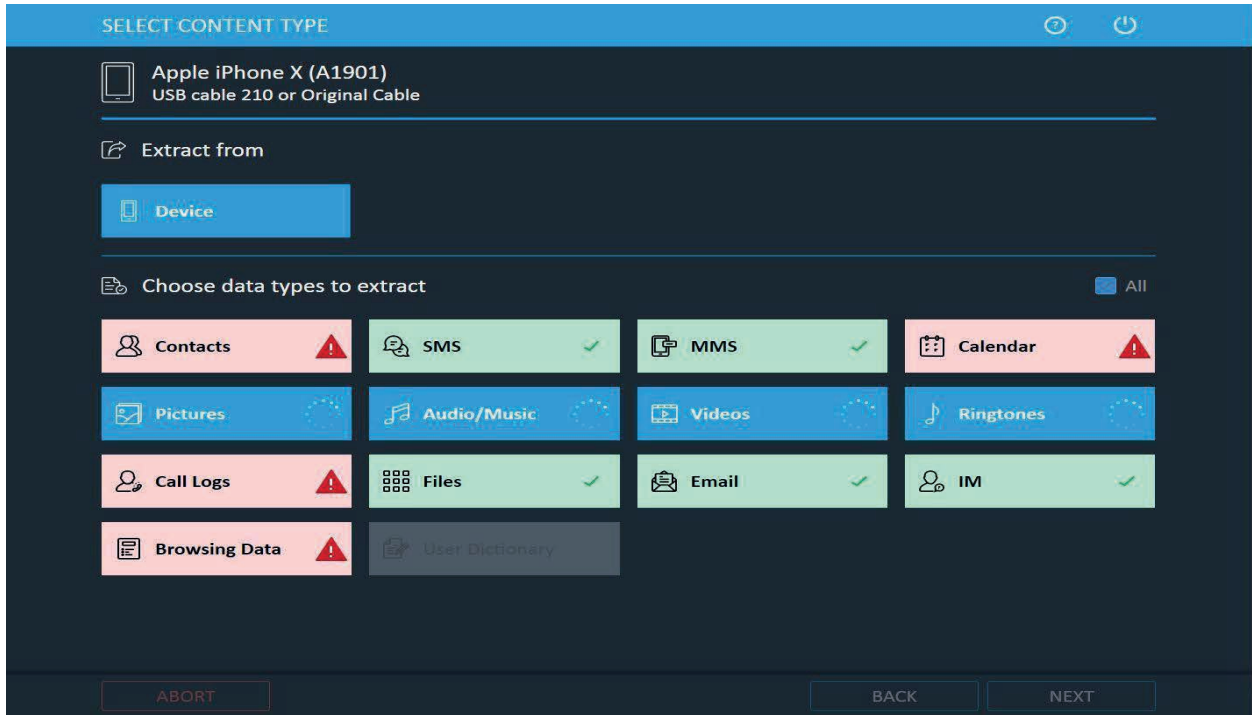 SELECT CONTENT TYPE
Apple iPhone X (A1901)
USB cable 210 or Original Cable
Extract from
Device
Choose data types to extract
All
Contacts
SMS
MMS
Calendar
Pictures
Audio/Music
Videos
Ringtones
Call Logs
Files
Email
IM
Browsing Data
User Dictionary
ABORT
BACK
NEXT